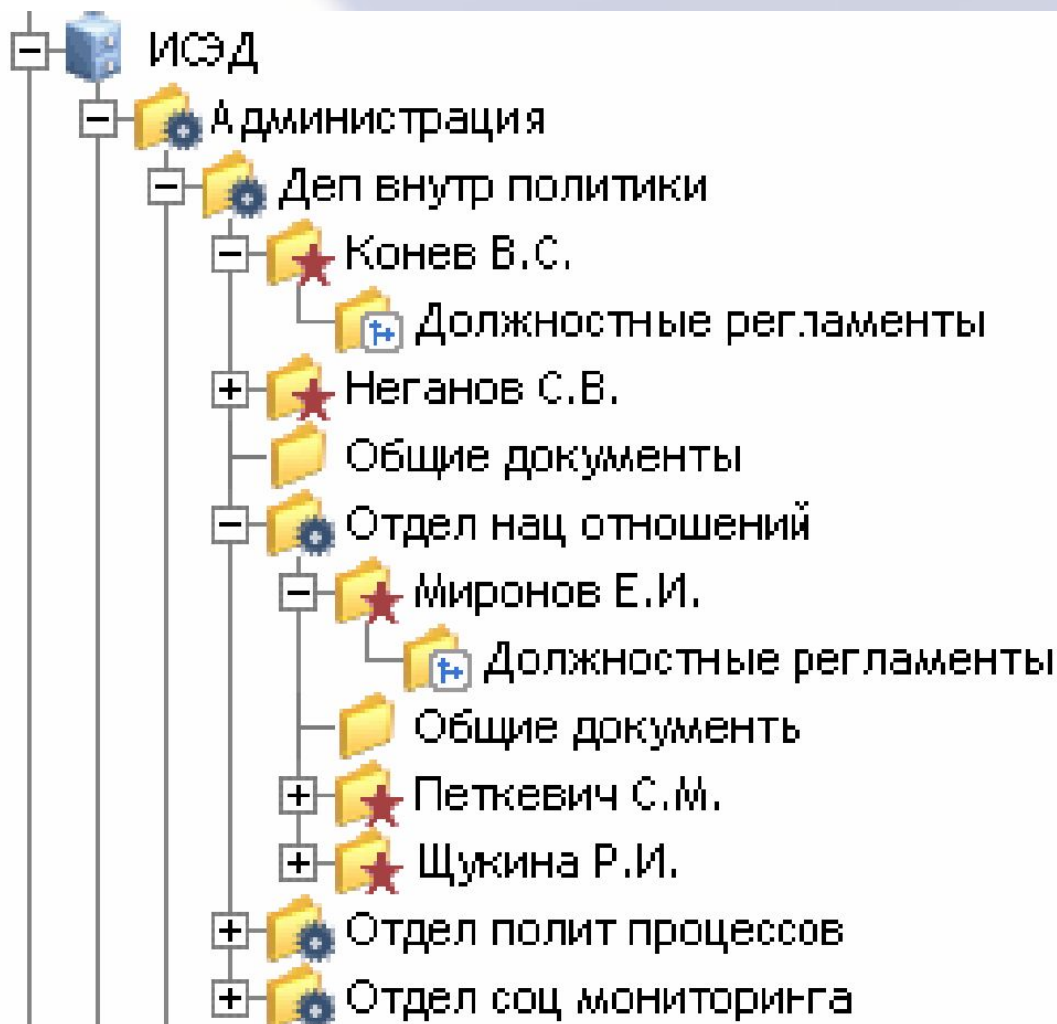 ИСЭД
Администрация
Деп внутр политики
Конев В.С.
Должностные регламенты
Неганов С.В.
Общие документы
Отдел нац отношений
Миронов Е.И.
Должностные регламенты
Общие документы
Петкевич С.М.
Щукина Р.И.
Отдел полит процессов
Отдел соц мониторинга